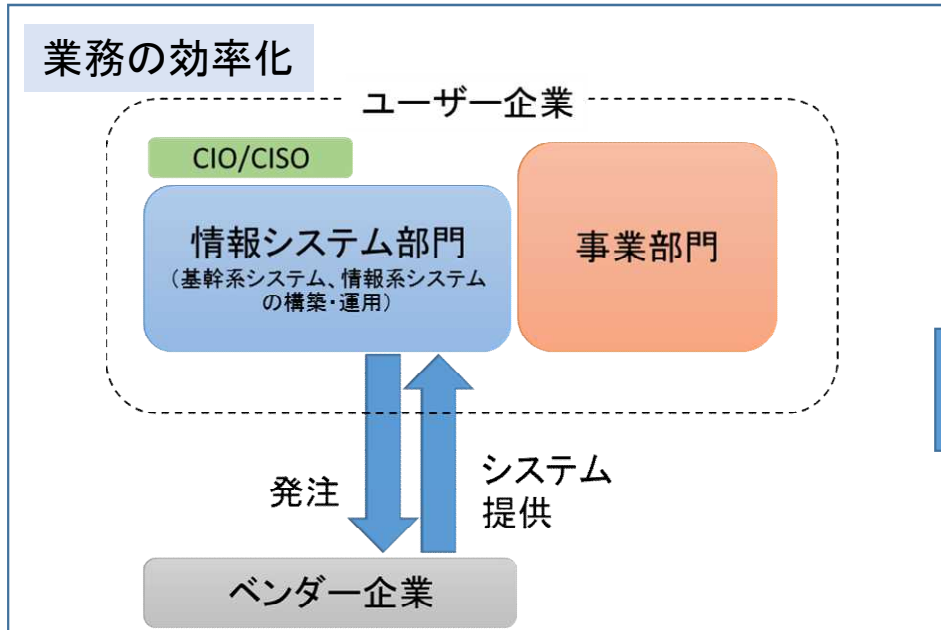 業務の効率化
ユーザー企業
CIO/CISO
情報システム部門
（基幹系システム、情報系システム
の構築・運用）
事業部門
発注
システム
提供
ベンダー企業